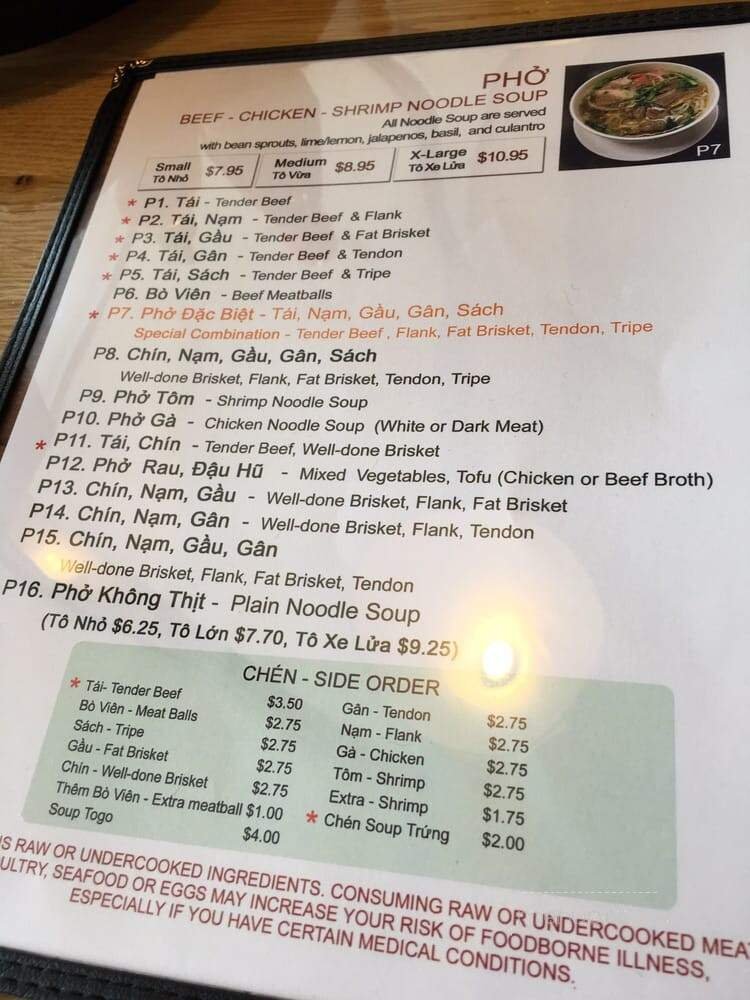 PHỞ
BEEF - CHICKEN - SHRIMP NOODLE SOUP
All Noodle Soup are served
with bean sprouts, lime/lemon, jalapenos, basil, and culantro
Small $7.95 Medium $8.95 X-Large $10.95
Tô Nhỏ Tô Vừa Tô Xe Lửa
P7
* P1. Tái - Tender Beef
* P2. Tái, Nạm - Tender Beef & Flank
* P3. Tái, Gầu - Tender Beef & Fat Brisket
* P4. Tái, Gân - Tender Beef & Tendon
* P5. Tái, Sách - Tender Beef & Tripe
P6. Bò Viên - Beef Meatballs
* P7. Phở Đặc Biệt - Tái, Nạm, Gầu, Gân, Sách
Special Combination - Tender Beef , Flank, Fat Brisket, Tendon, Tripe
P8. Chín, Nạm, Gầu, Gân, Sách
Well-done Brisket, Flank, Fat Brisket, Tendon, Tripe
P9. Phở Tôm - Shrimp Noodle Soup
P10. Phở Gà - Chicken Noodle Soup (White or Dark Meat)
* P11. Tái, Chín - Tender Beef, Well-done Brisket
P12. Phở Rau, Đậu Hũ - Mixed Vegetables, Tofu (Chicken or Beef Broth)
P13. Chín, Nạm, Gầu - Well-done Brisket, Flank, Fat Brisket
P14. Chín, Nạm, Gân - Well-done Brisket, Flank, Tendon
P15. Chín, Nạm, Gầu, Gân
Well-done Brisket, Flank, Fat Brisket, Tendon
P16. Phở Không Thịt - Plain Noodle Soup
(Tô Nhỏ $6.25, Tô Lớn $7.70, Tô Xe Lửa $9.25)
CHÉN - SIDE ORDER
* Tái- Tender Beef $3.50
Bò Viên - Meat Balls $2.75
Sách - Tripe $2.75
Gầu - Fat Brisket $2.75
Chín - Well-done Brisket $2.75
Thêm Bò Viên - Extra meatball $1.00
Soup Togo $4.00
Gân - Tendon $2.75
Nạm - Flank $2.75
Gà - Chicken $2.75
Tôm - Shrimp $2.75
Extra - Shrimp $1.75
* Chén Soup Trứng $2.00
RAW OR UNDERCOOKED INGREDIENTS. CONSUMING RAW OR UNDERCOOKED
SEAFOOD OR EGGS MAY INCREASE YOUR RISK OF FOODBORNE ILLNESS,
ESPECIALLY IF YOU HAVE CERTAIN MEDICAL CONDITIONS.